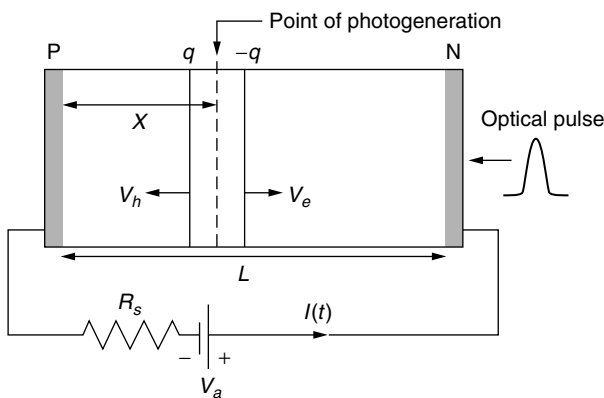 Point of photogeneration
P q −q N
Optical pulse
X
V_h V_e
L
R_s I(t)
− +
V_a